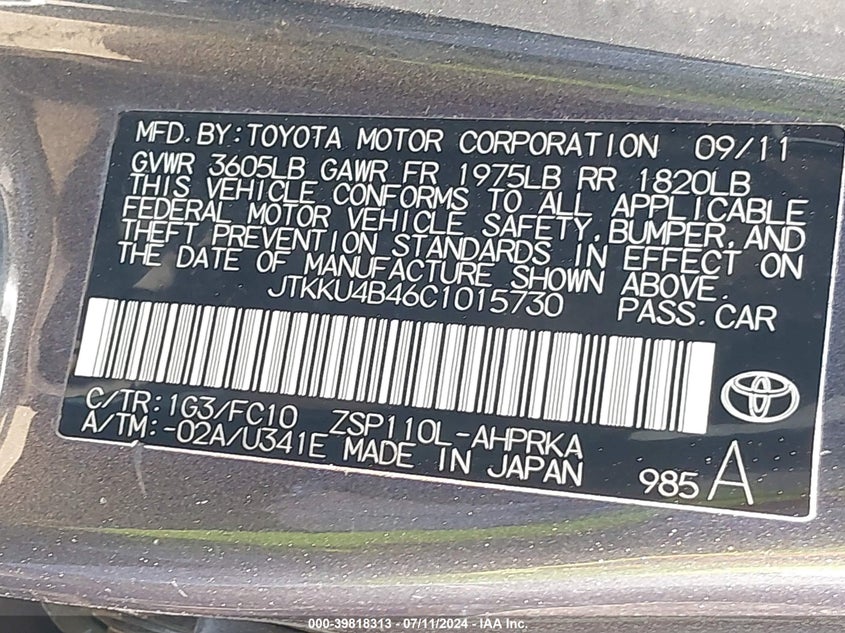 MFD.BY:TOYOTA MOTOR CORPORATION 09/11
GVWR 3605LB GAWR FR 1975LB RR 1820LB
THIS VEHICLE CONFORMS TO ALL APPLICABLE
FEDERAL MOTOR VEHICLE SAFETY,BUMPER,AND
THEFT PREVENTION STANDARDS IN EFFECT ON
THE DATE OF MANUFACTURE SHOWN ABOVE.
JTKKU4B46C1015730 PASS.CAR
C/TR:1G3/FC10 ZSP110L-AHPRKA
A/TM:-02A/U341E MADE IN JAPAN 985 A
000-39818313 - 07/11/2024 - IAA Inc.